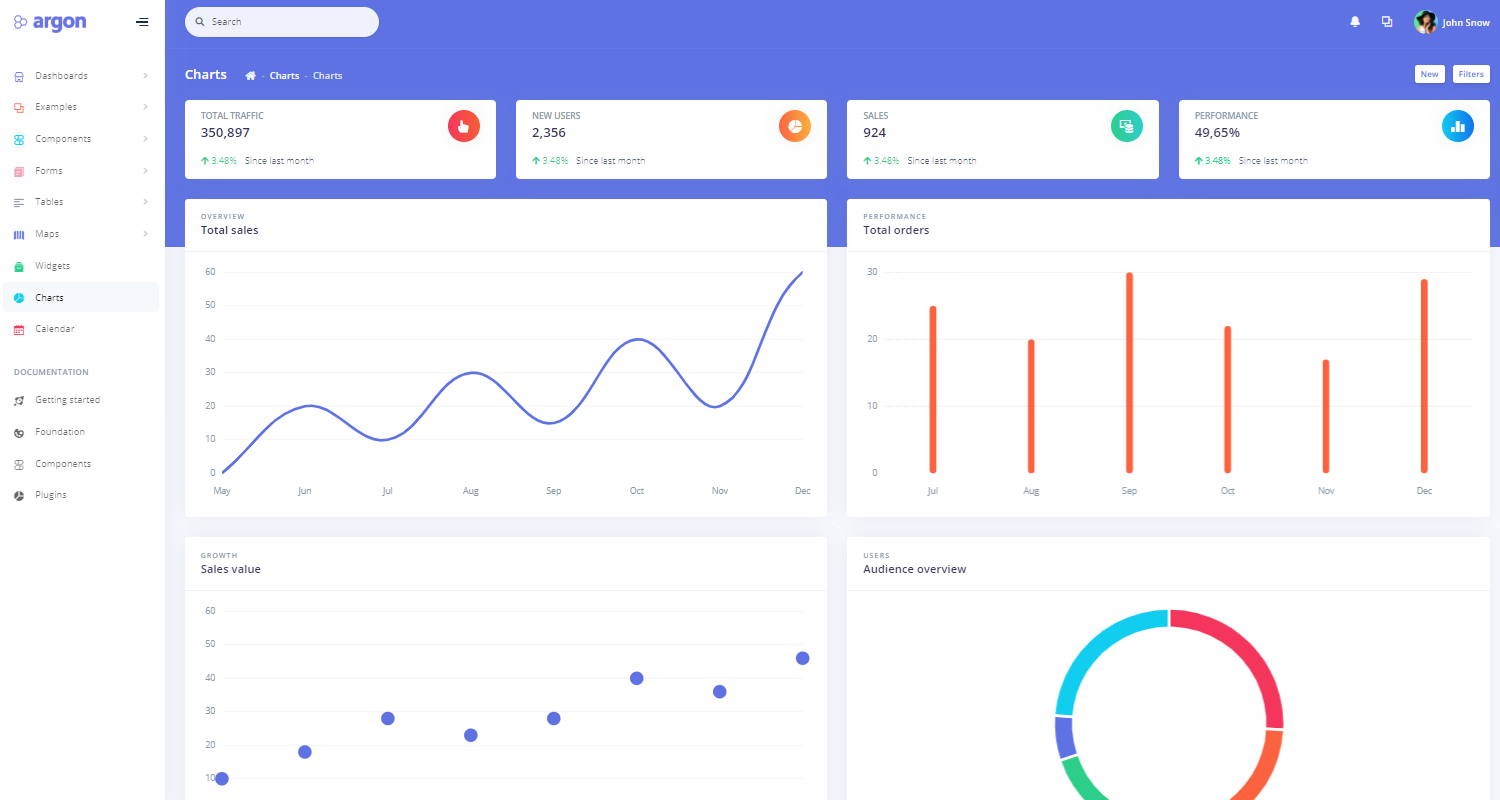 argon
Search
John Snow
Dashboards
Examples
Components
Forms
Tables
Maps
Widgets
Charts
Calendar
DOCUMENTATION
Getting started
Foundation
Components
Plugins
Charts - Charts - Charts
New Filters
TOTAL TRAFFIC
350,897
3.48% Since last month
NEW USERS
2,356
3.48% Since last month
SALES
924
3.48% Since last month
PERFORMANCE
49,65%
3.48% Since last month
OVERVIEW
Total sales
60
50
40
30
20
10
0
May Jun Jul Aug Sep Oct Nov Dec
PERFORMANCE
Total orders
30
20
10
0
Jul Aug Sep Oct Nov Dec
GROWTH
Sales value
60
50
40
30
20
10
USERS
Audience overview